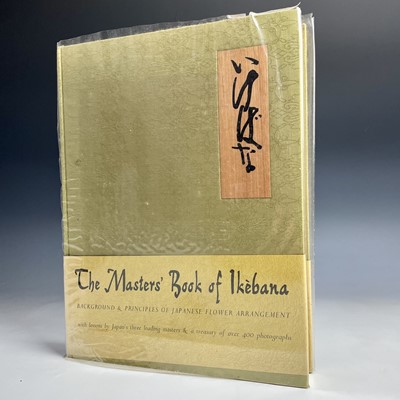 いけばな
The Masters' Book of Ikèbana
BACKGROUND & PRINCIPLES OF JAPANESE FLOWER ARRANGEMENT
with lessons by Japan's three leading masters & a treasury of over 400 photographs